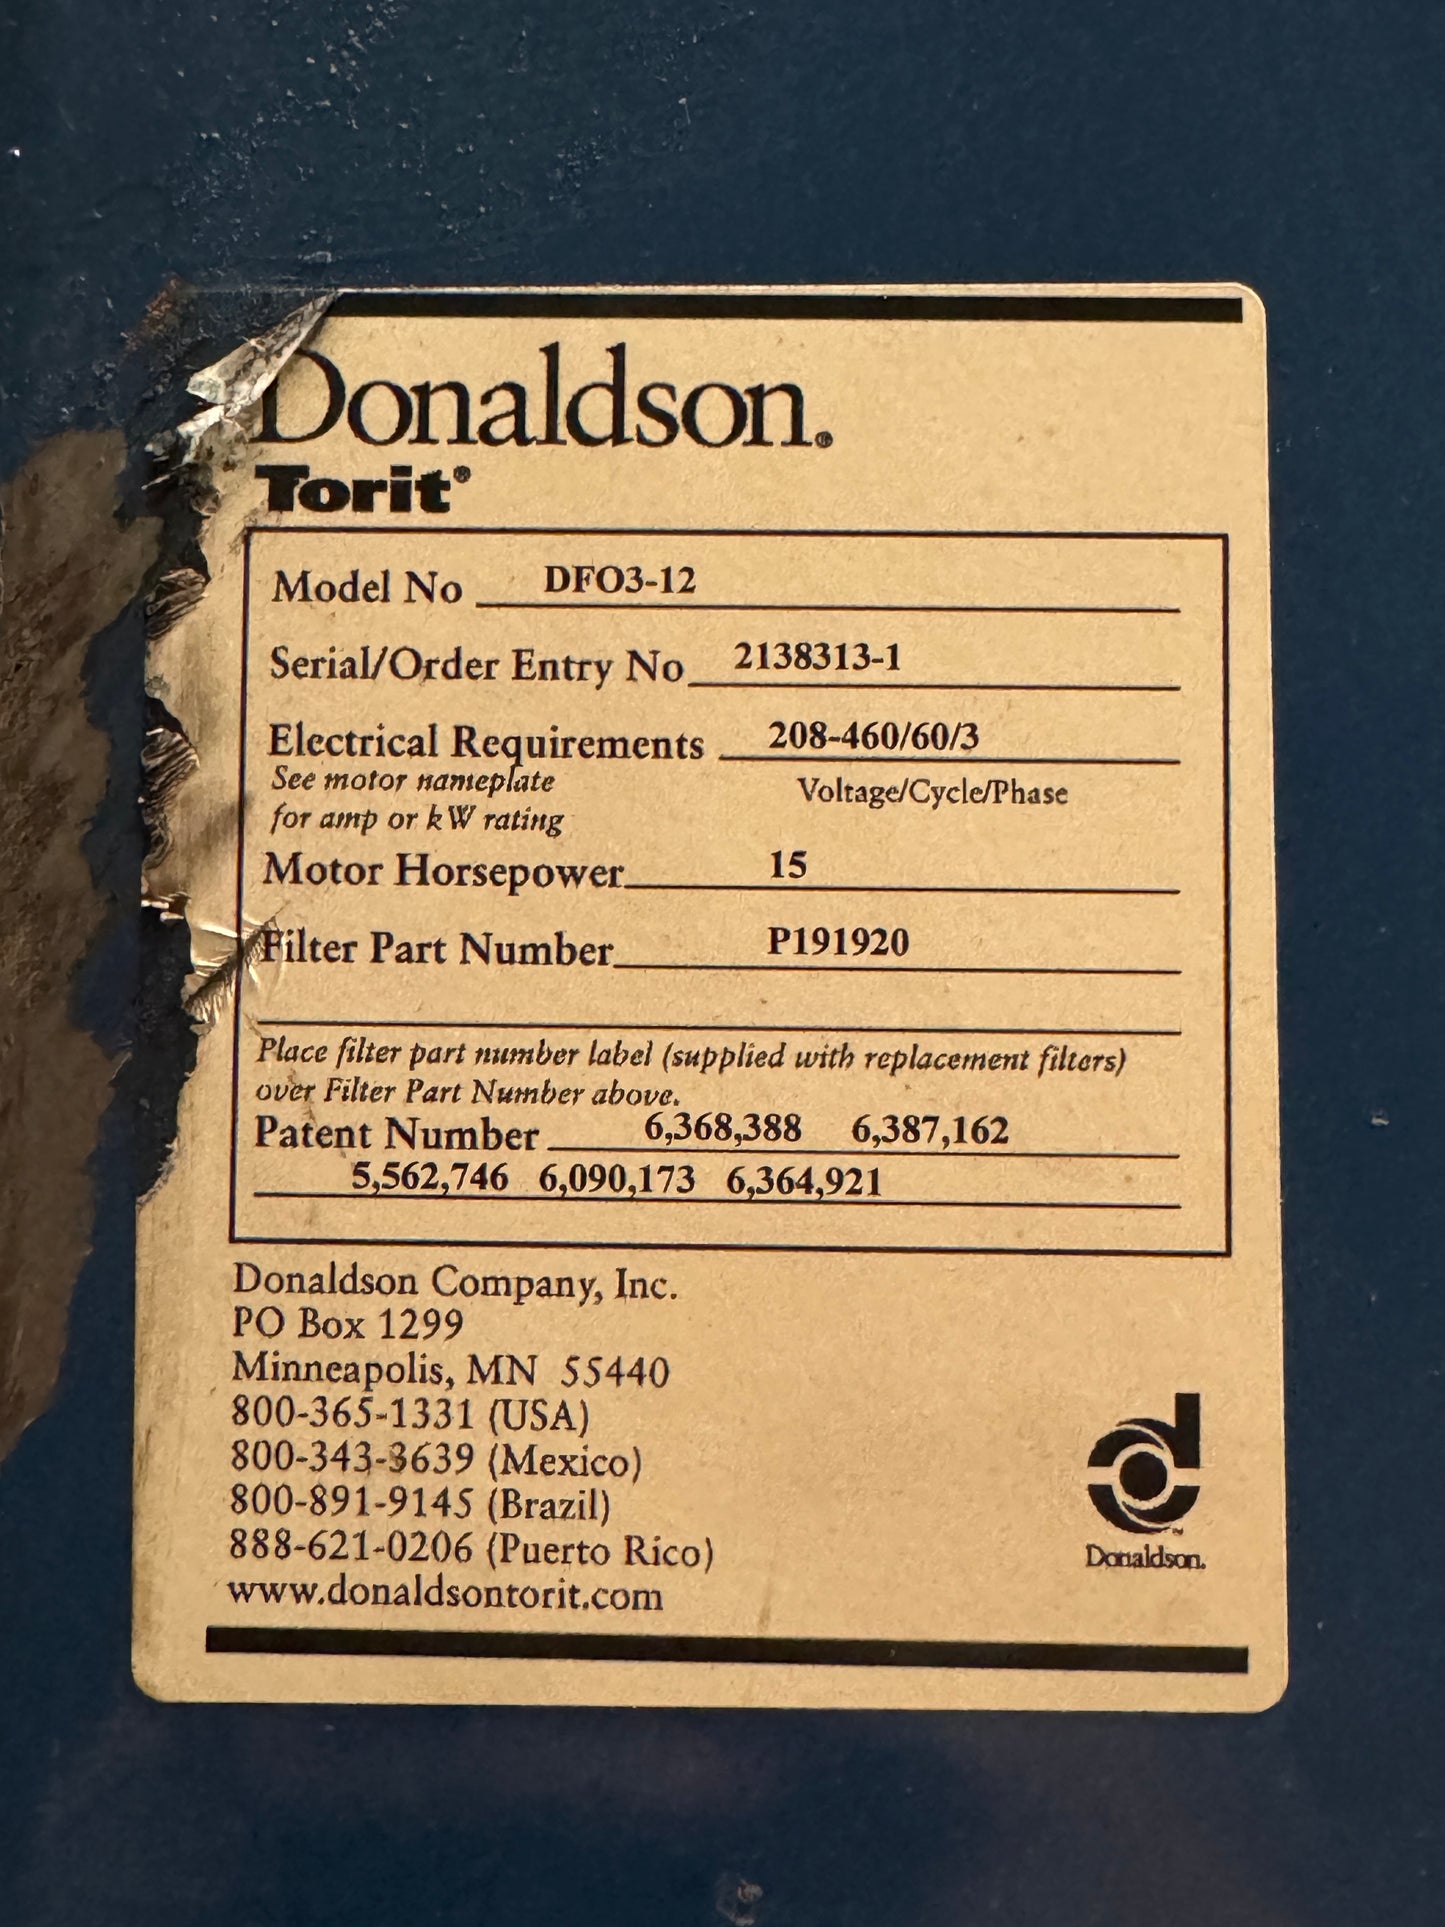 Donaldson.®
Torit®
Model No DFO3-12
Serial/Order Entry No 2138313-1
Electrical Requirements 208-460/60/3
See motor nameplate Voltage/Cycle/Phase
for amp or kW rating
Motor Horsepower 15
Filter Part Number P191920
Place filter part number label (supplied with replacement filters)
over Filter Part Number above.
Patent Number 6,368,388 6,387,162
5,562,746 6,090,173 6,364,921
Donaldson Company, Inc.
PO Box 1299
Minneapolis, MN 55440
800-365-1331 (USA)
800-343-3639 (Mexico)
800-891-9145 (Brazil)
888-621-0206 (Puerto Rico)
www.donaldsontorit.com
d
™
Donaldson.